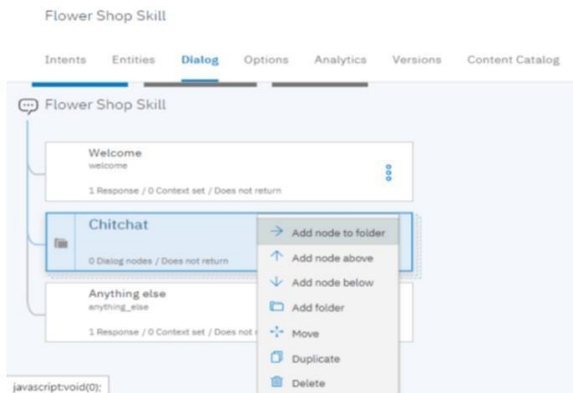 Flower Shop Skill
Intents Entities Dialog Options Analytics Versions Content Catalog
Flower Shop Skill
Welcome
welcome
1 Response / 0 Context set / Does not return
Chitchat
0 Dialog nodes / Does not return
Add node to folder
Add node above
Add node below
Add folder
Move
Duplicate
Delete
Anything else
anything_else
1 Response / 0 Context set / Does not
javascript:void(0);